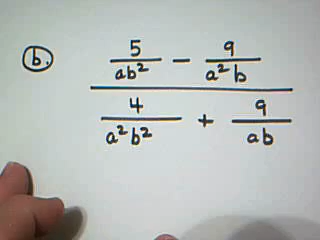 b. 5/ab² − 9/a²b
4/a²b² + 9/ab